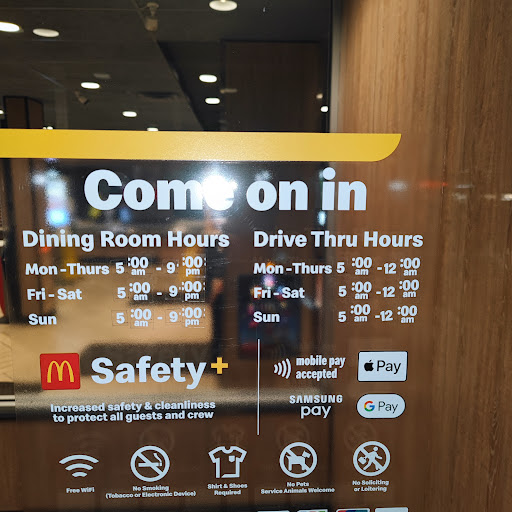 Come on in
Dining Room Hours
Mon-Thurs 5:00 am - 9:00 pm
Fri-Sat 5:00 am - 9:00 pm
Sun 5:00 am - 9:00 pm
Drive Thru Hours
Mon-Thurs 5:00 am -12:00 am
Fri-Sat 5:00 am -12:00 am
Sun 5:00 am -12:00 am
Safety+
Increased safety & cleanliness
to protect all guests and crew
mobile pay
accepted
Pay
SAMSUNG
pay
G Pay
Free WiFi
No Smoking
(Tobacco or Electronic Device)
Shirt & Shoes
Required
No Pets
Service Animals Welcome
No Soliciting
or Loitering